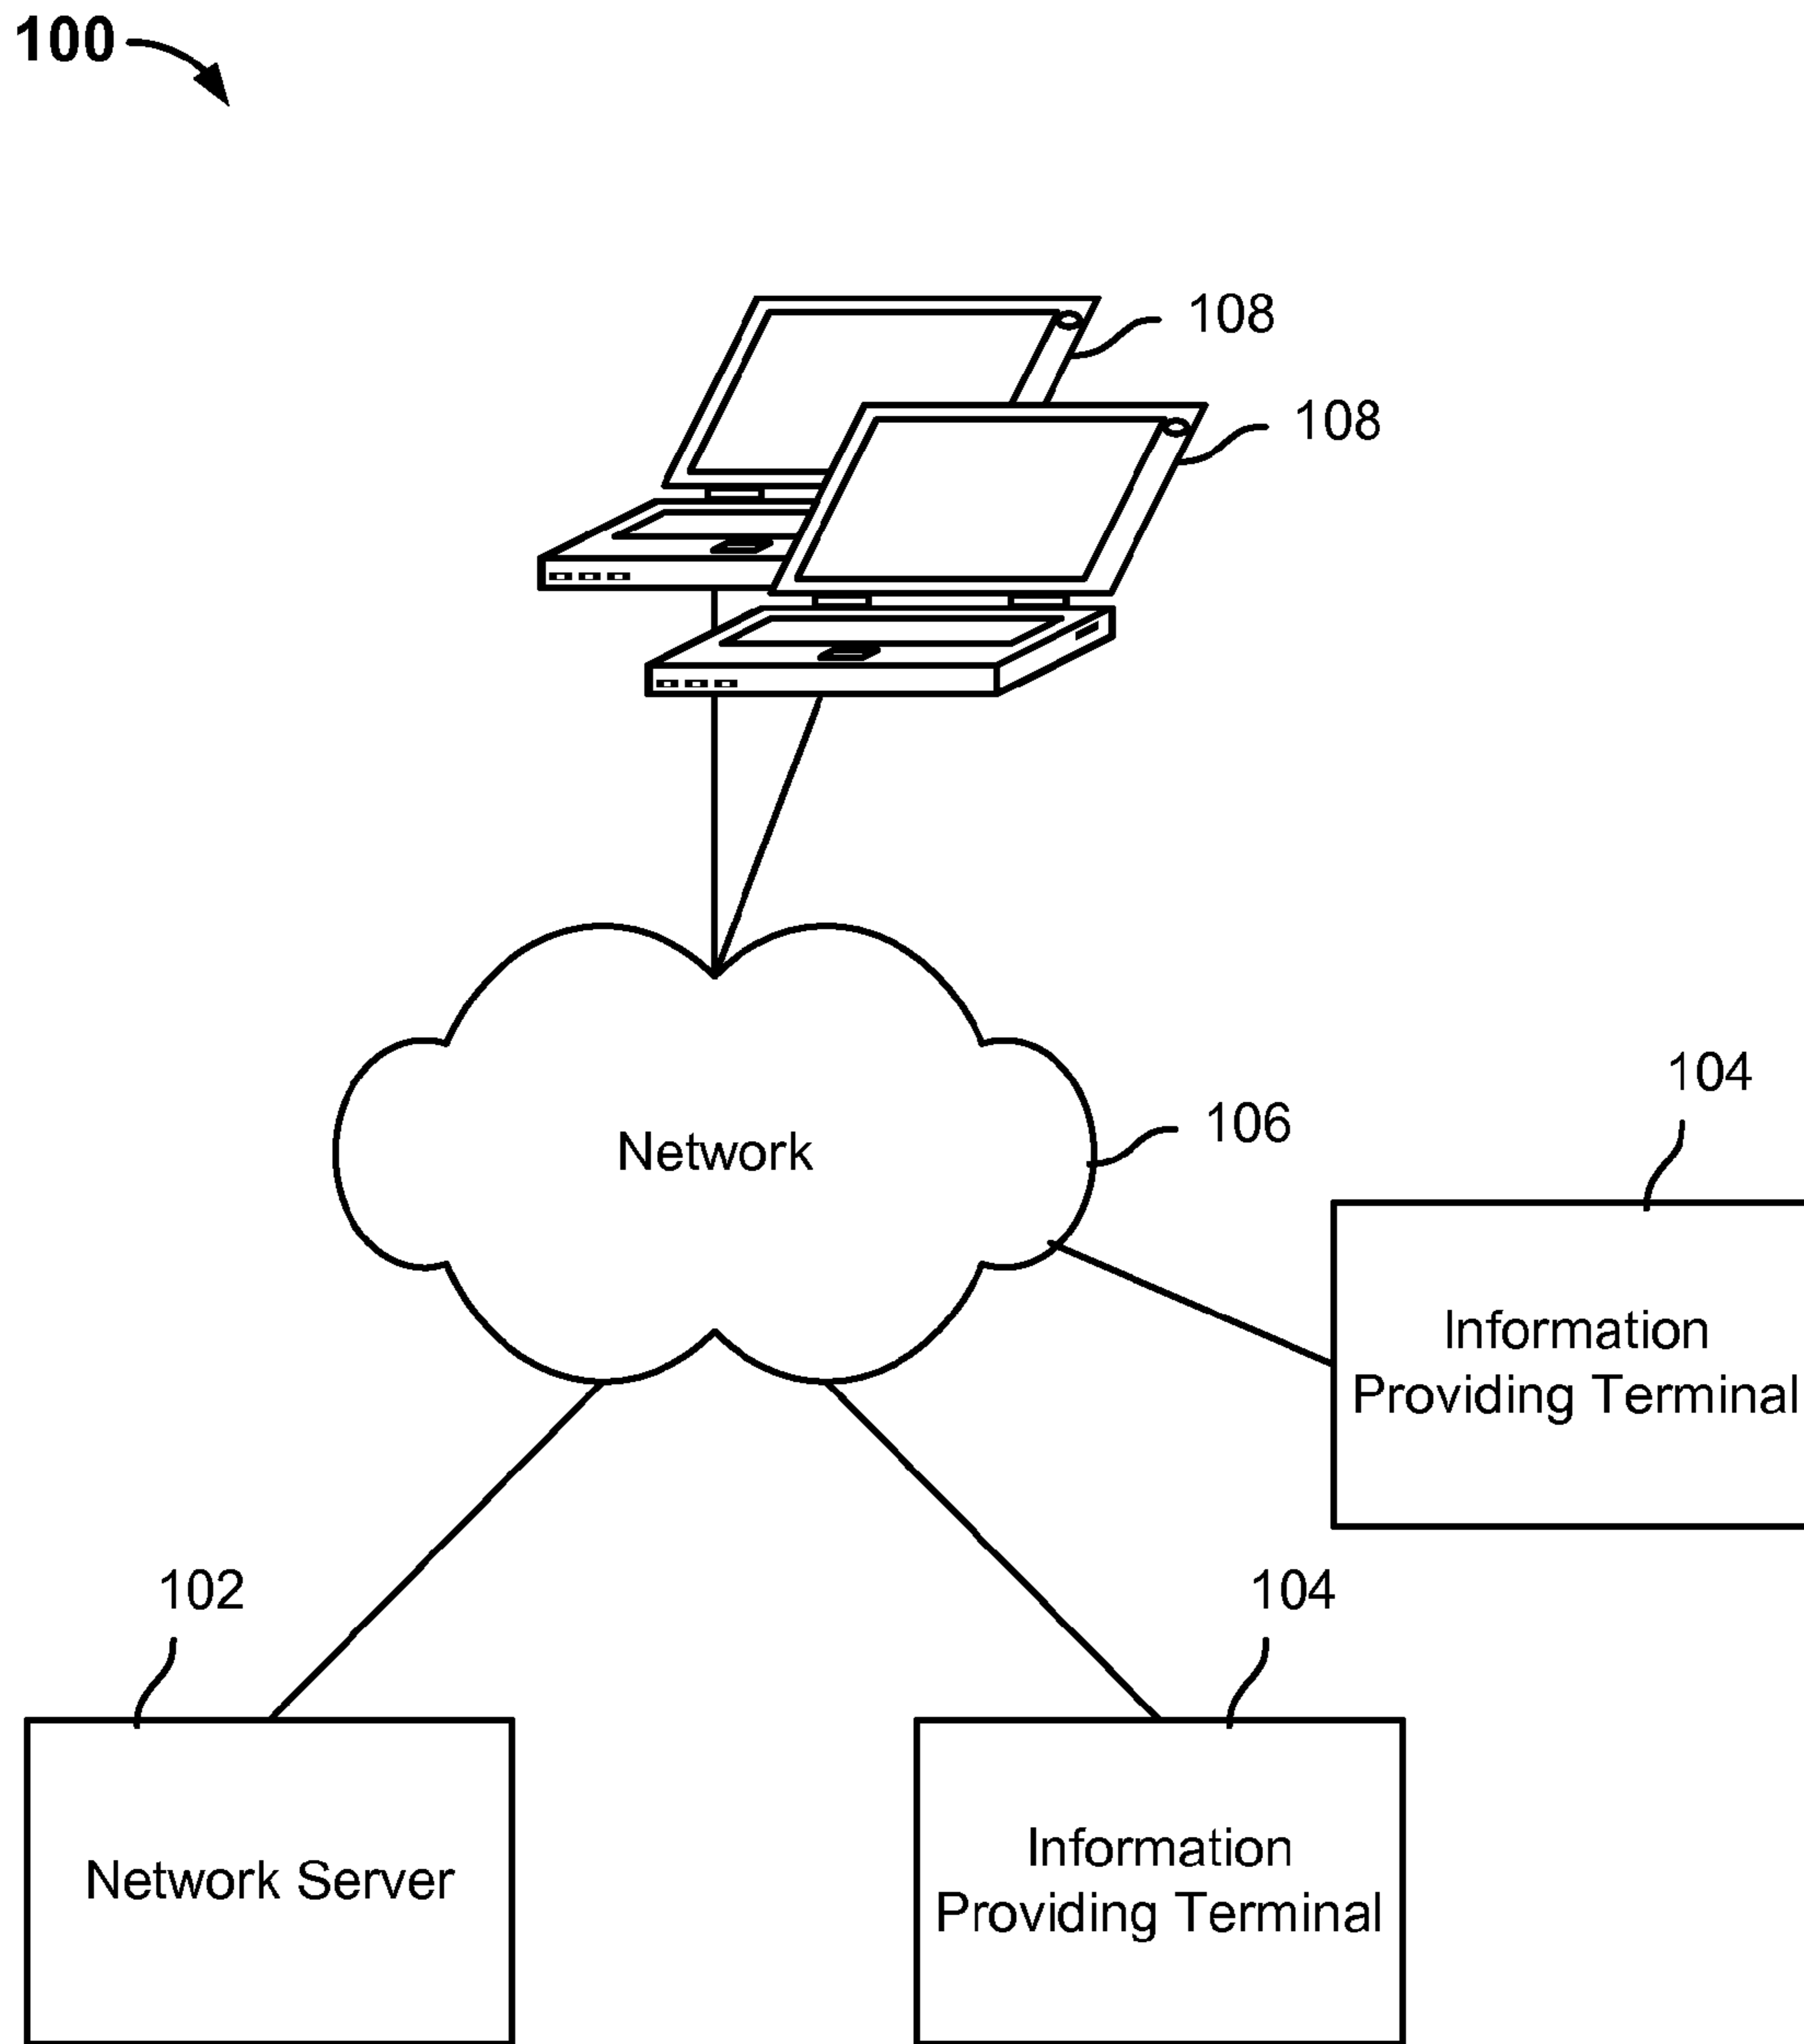 100
108
108
Network
106
104
Information
Providing Terminal
102
104
Network Server
Information
Providing Terminal